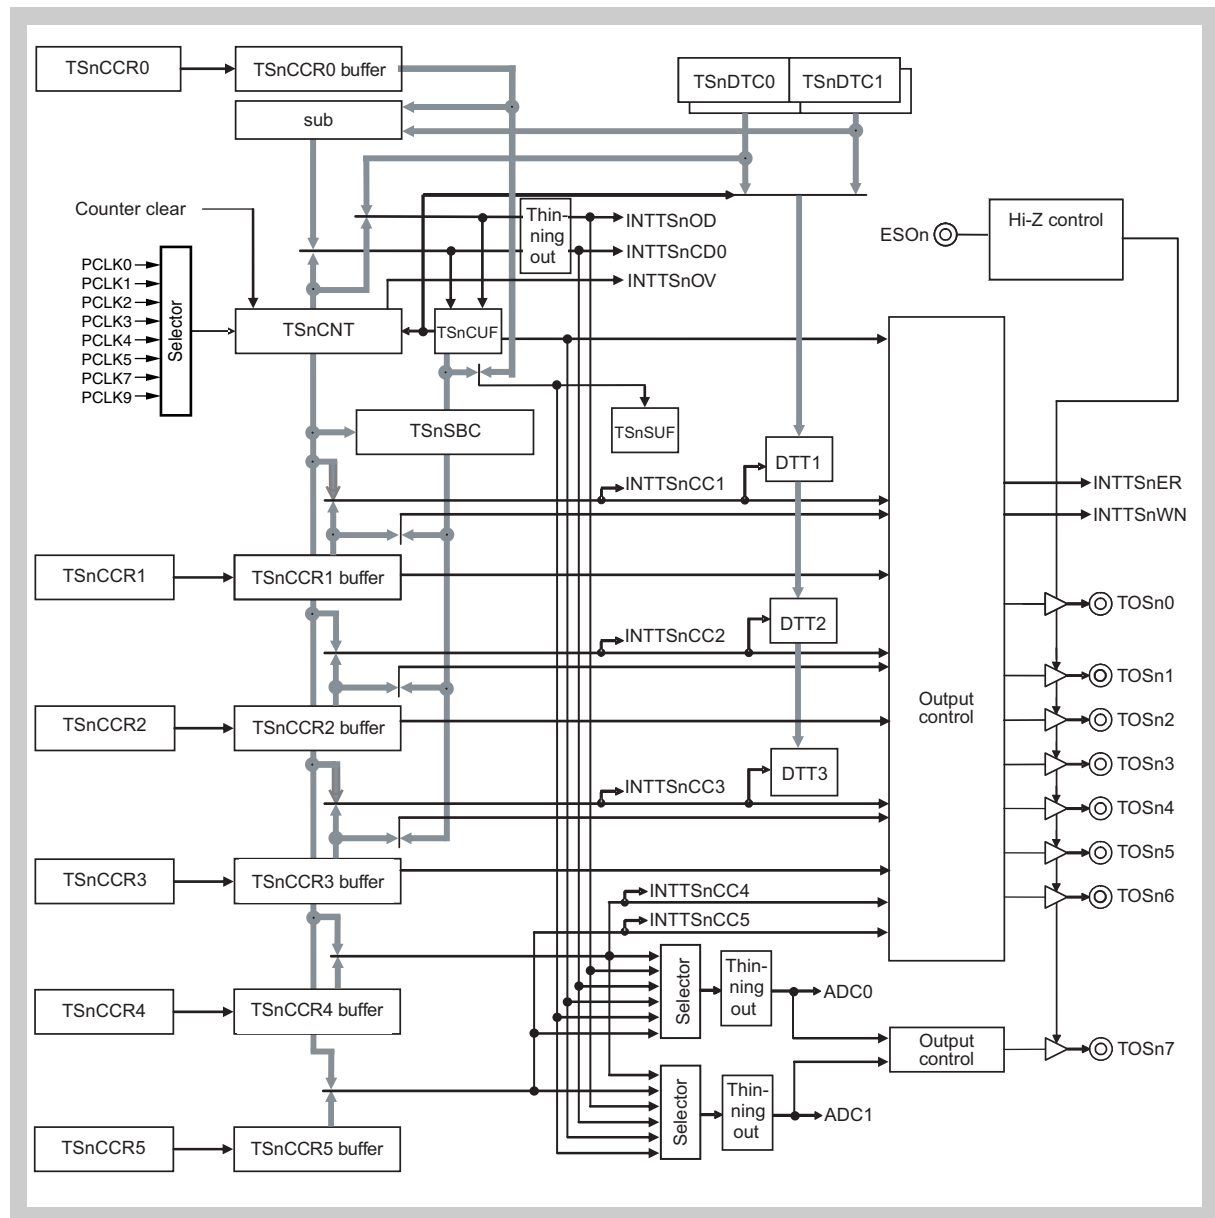 TSnCCR0
TSnCCR0 buffer
TSnDTC0
TSnDTC1
sub
Counter clear
Thin-
ning
out
INTTSnOD
INTTSnCD0
INTTSnOV
ESOn
Hi-Z control
PCLK0
PCLK1
PCLK2
PCLK3
PCLK4
PCLK5
PCLK7
PCLK9
Selector
TSnCNT
TSnCUF
TSnSBC
TSnSUF
DTT1
INTTSnCC1
INTTSnER
INTTSnWN
TSnCCR1
TSnCCR1 buffer
DTT2
INTTSnCC2
TOSn0
TOSn1
TSnCCR2
TSnCCR2 buffer
Output
control
TOSn2
DTT3
INTTSnCC3
TOSn3
TOSn4
TOSn5
TSnCCR3
TSnCCR3 buffer
INTTSnCC4
INTTSnCC5
TOSn6
Selector
Thin-
ning
out
ADC0
TSnCCR4
TSnCCR4 buffer
Output
control
TOSn7
Selector
Thin-
ning
out
ADC1
TSnCCR5
TSnCCR5 buffer